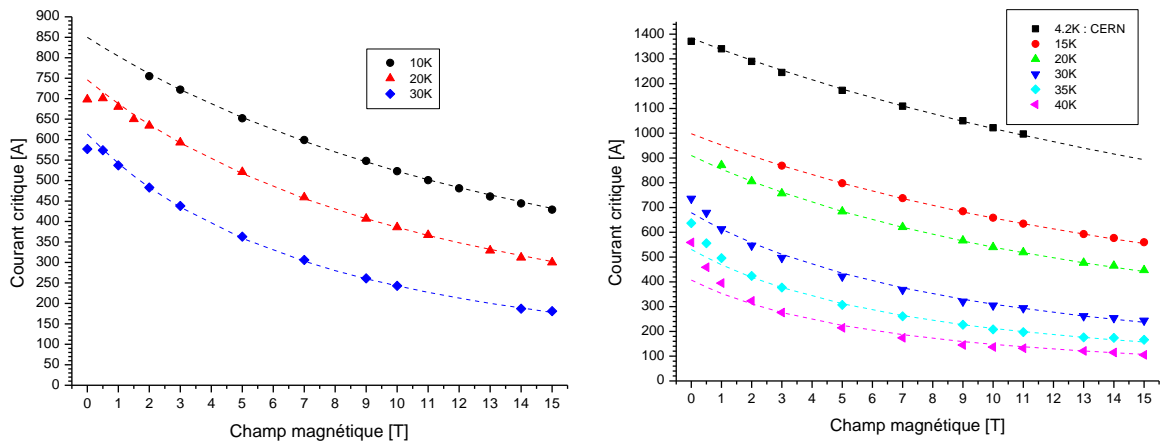 900
850
800
750
700
650
600
550
500
450
400
350
300
250
200
150
100
50
0
Courant critique [A]
10K
20K
30K
0 1 2 3 4 5 6 7 8 9 10 11 12 13 14 15
Champ magnétique [T]
1400
1300
1200
1100
1000
900
800
700
600
500
400
300
200
100
0
Courant critique [A]
4.2K : CERN
15K
20K
30K
35K
40K
0 1 2 3 4 5 6 7 8 9 10 11 12 13 14 15
Champ magnétique [T]